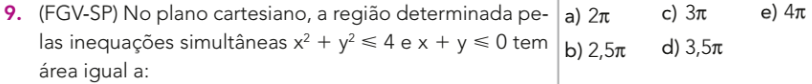 9. (FGV-SP) No plano cartesiano, a região determinada pe-
las inequações simultâneas x² + y² ⩽ 4 e x + y ⩽ 0 tem
área igual a:
a) 2π c) 3π e) 4π
b) 2,5π d) 3,5π